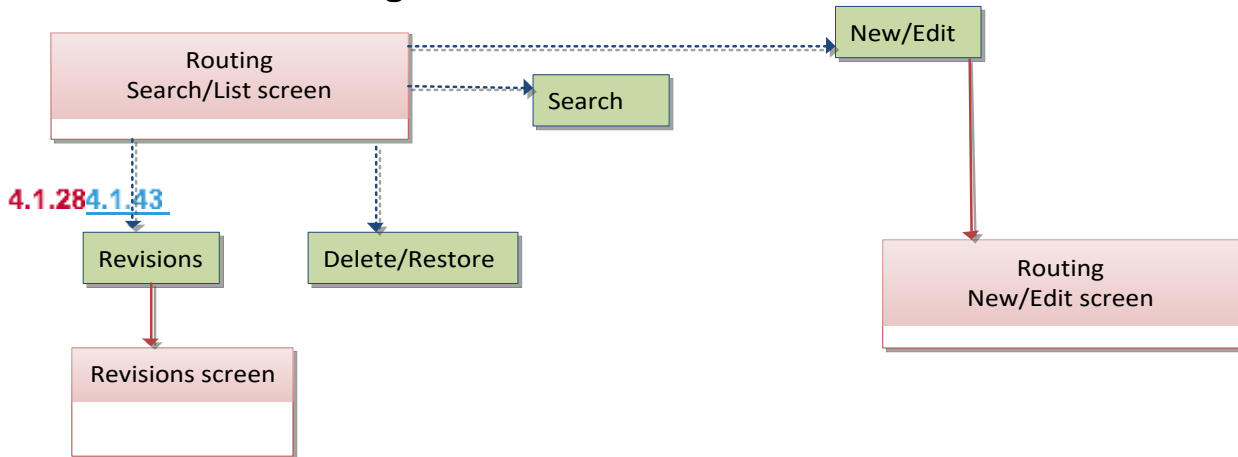 Routing
Search/List screen
New/Edit
Search
4.1.284.1.43
Revisions
Delete/Restore
Routing
New/Edit screen
Revisions screen